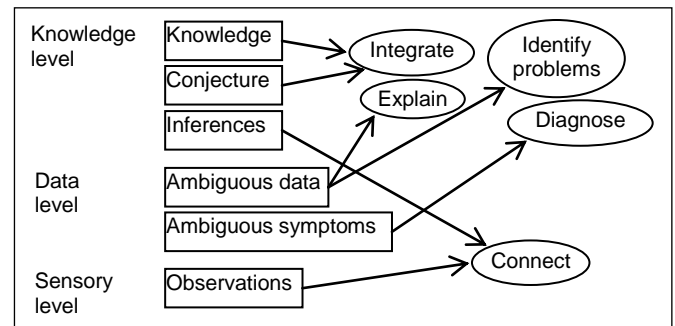 Knowledge
level
Knowledge
Conjecture
Inferences
Integrate
Explain
Identify
problems
Diagnose
Data
level
Ambiguous data
Ambiguous symptoms
Sensory
level
Observations
Connect